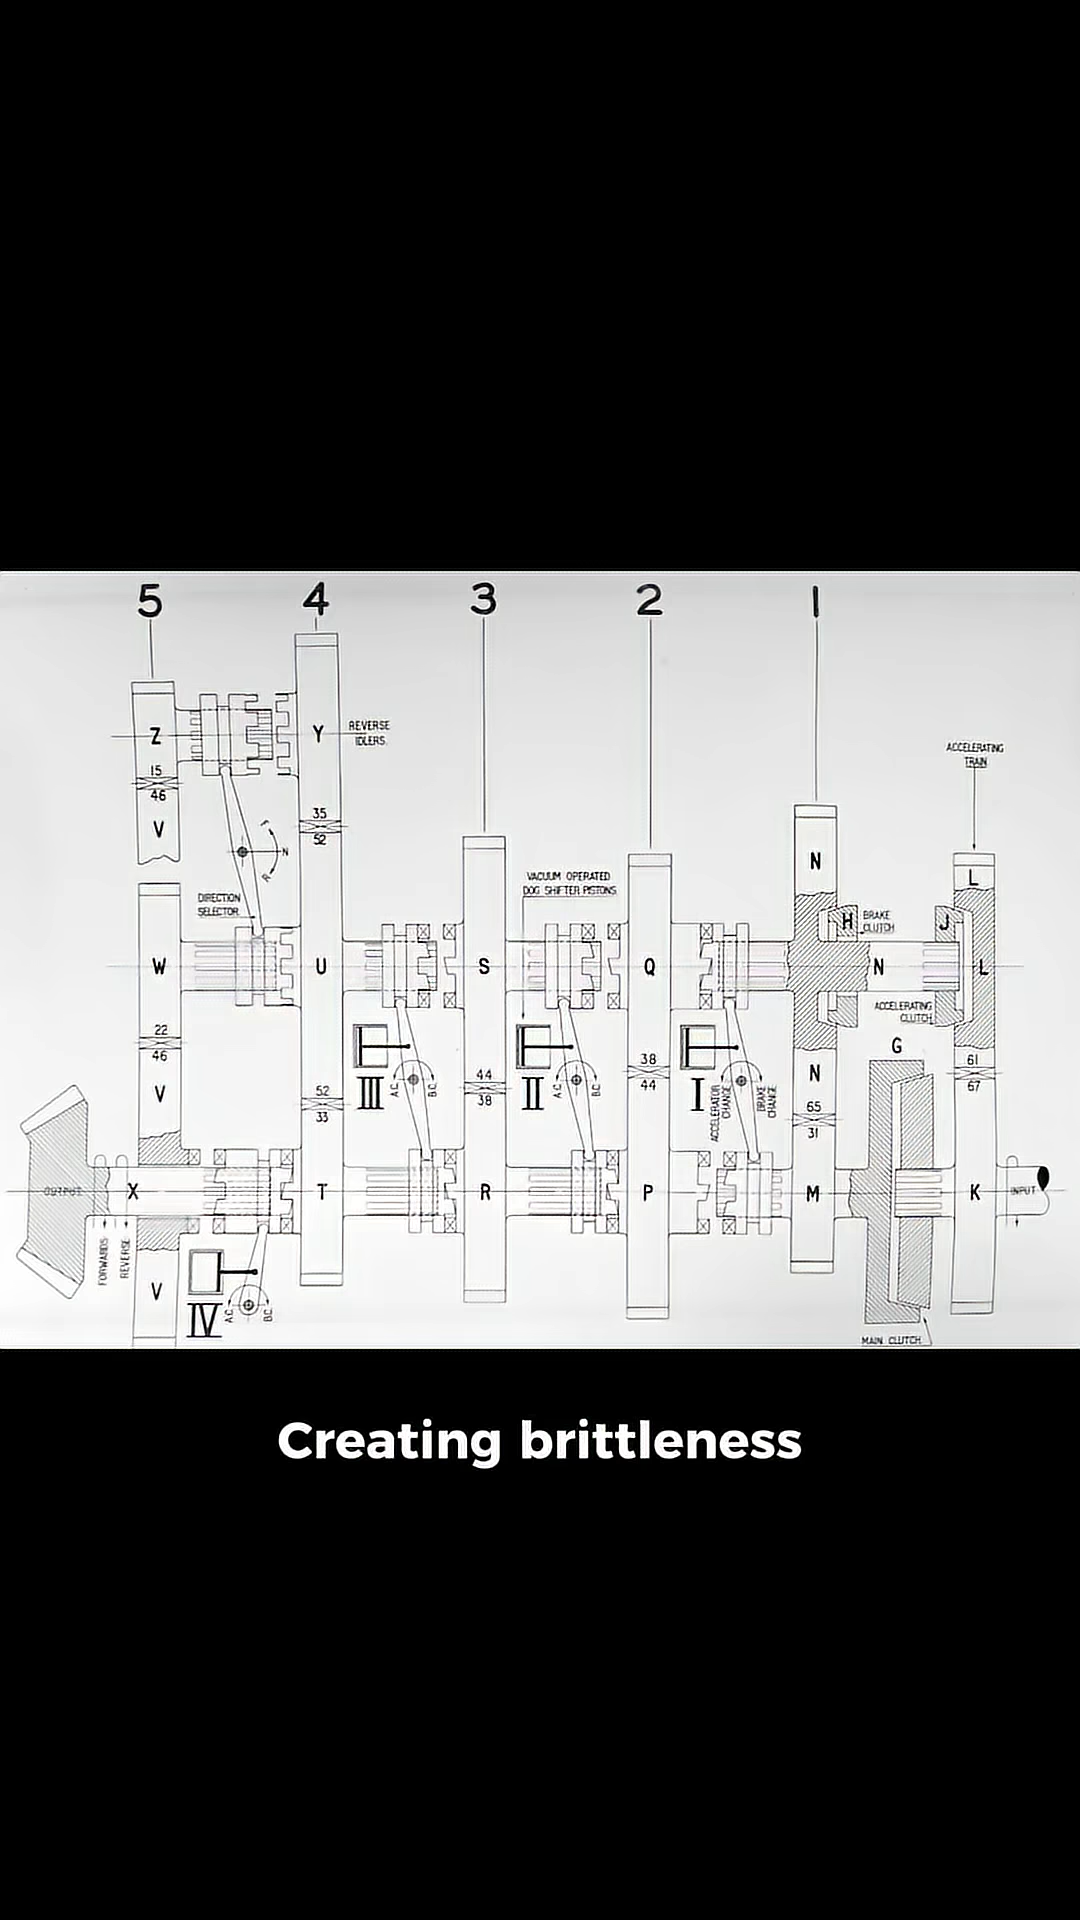 5 4 3 2 1
ACCELERATING
TRAIN
Z
Y
REVERSE
IDLERS.
15
46
V
35
52
F
N
R
DIRECTION
SELECTOR
VACUUM OPERATED
DOG SHIFTER PISTONS
N
L
H
BRAKE
CLUTCH
J
W
U
S
Q
N
L
ACCELERATING
CLUTCH
G
22
46
V
52
33
III
A.C.
B.C.
44
38
II
A.C.
B.C.
38
44
I
ACCELERATOR
CHANGE
BRAKE
CHANGE
N
65
31
61
67
OUTPUT
X
T
R
P
M
K
INPUT
FORWARDS
REVERSE
V
IV
A.C.
B.C.
MAIN CLUTCH
Creating brittleness